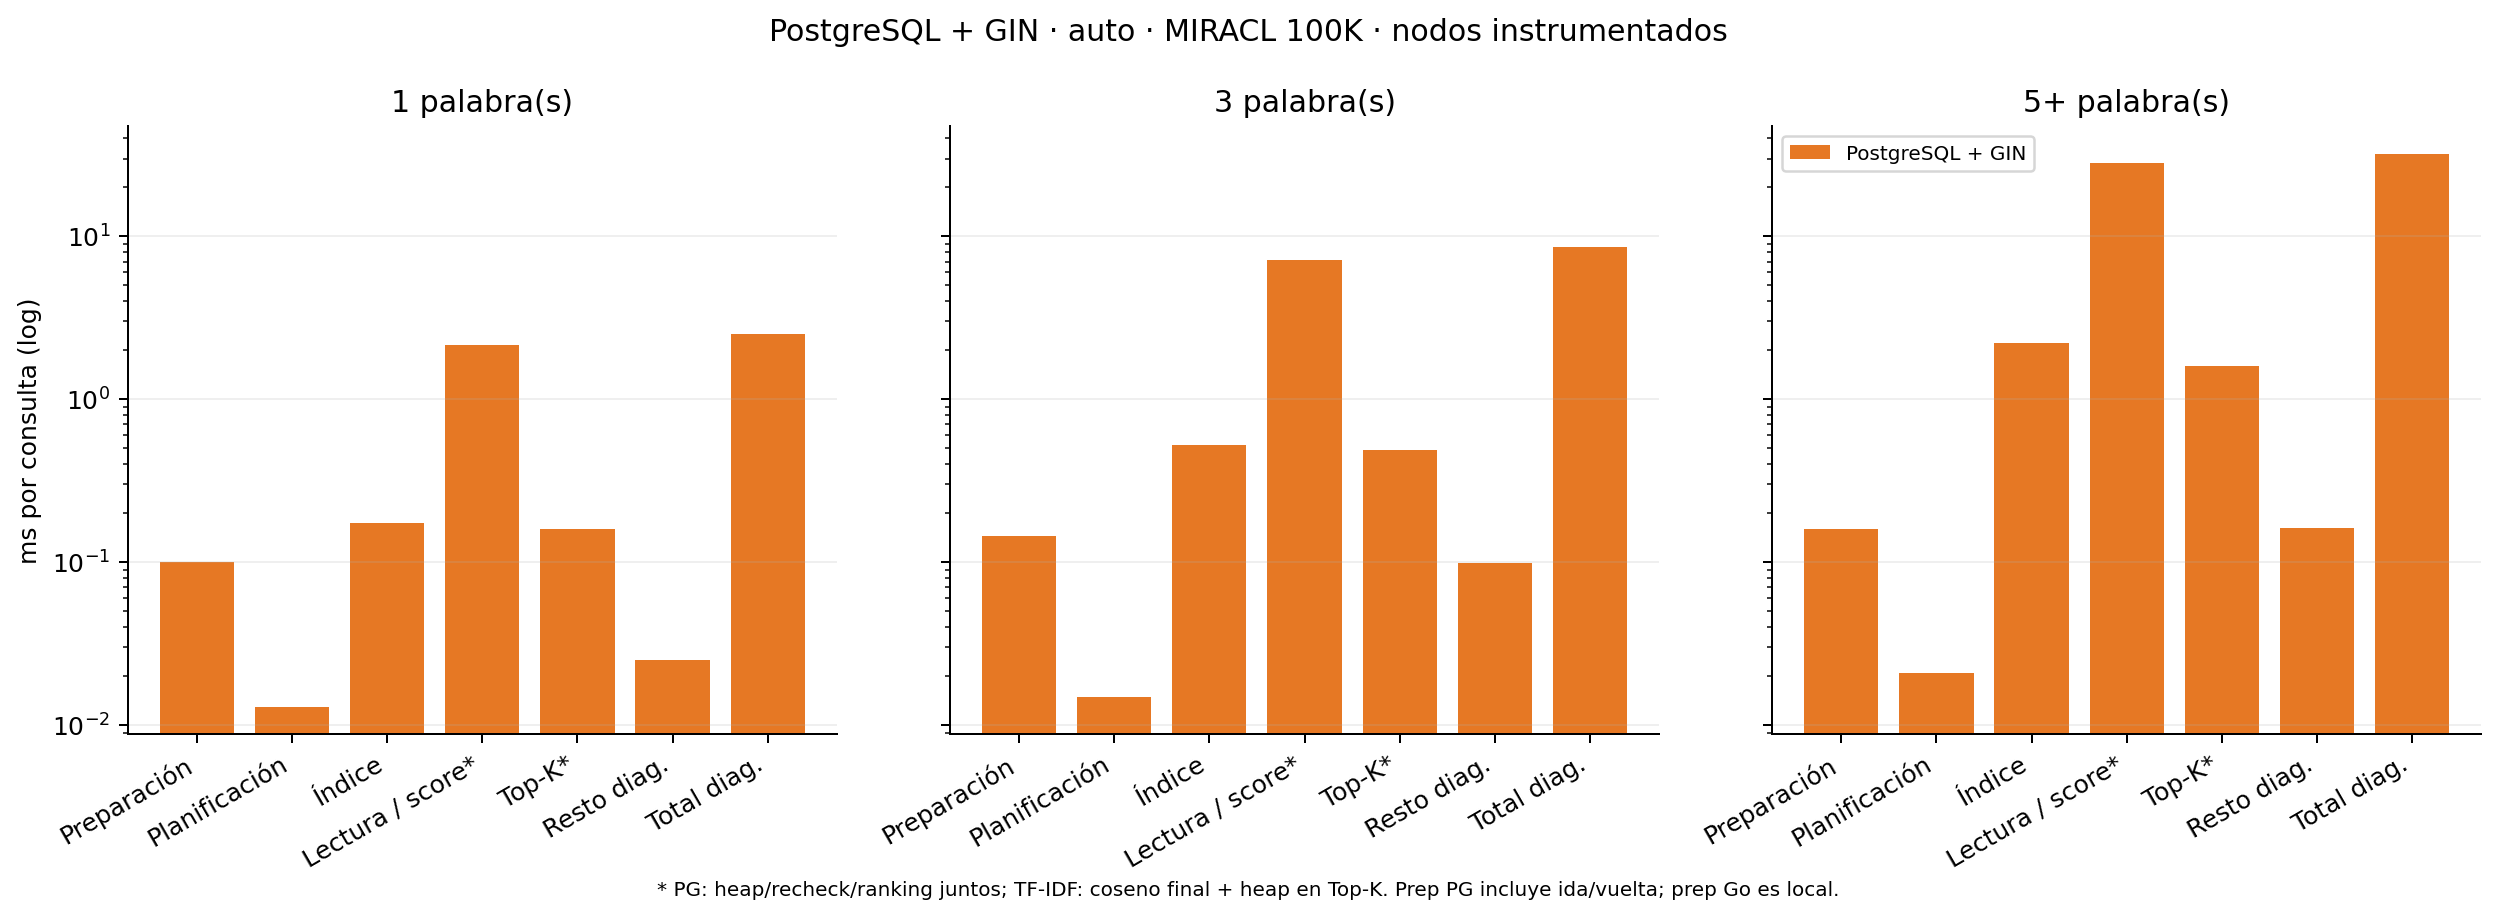 PostgreSQL + GIN · auto · MIRACL 100K · nodos instrumentados
1 palabra(s)
3 palabra(s)
5+ palabra(s)
PostgreSQL + GIN
ms por consulta (log)
10¹
10⁰
10⁻¹
10⁻²
Preparación
Planificación
Índice
Lectura / score*
Top-K*
Resto diag.
Total diag.
Preparación
Planificación
Índice
Lectura / score*
Top-K*
Resto diag.
Total diag.
Preparación
Planificación
Índice
Lectura / score*
Top-K*
Resto diag.
Total diag.
* PG: heap/recheck/ranking juntos; TF-IDF: coseno final + heap en Top-K. Prep PG incluye ida/vuelta; prep Go es local.